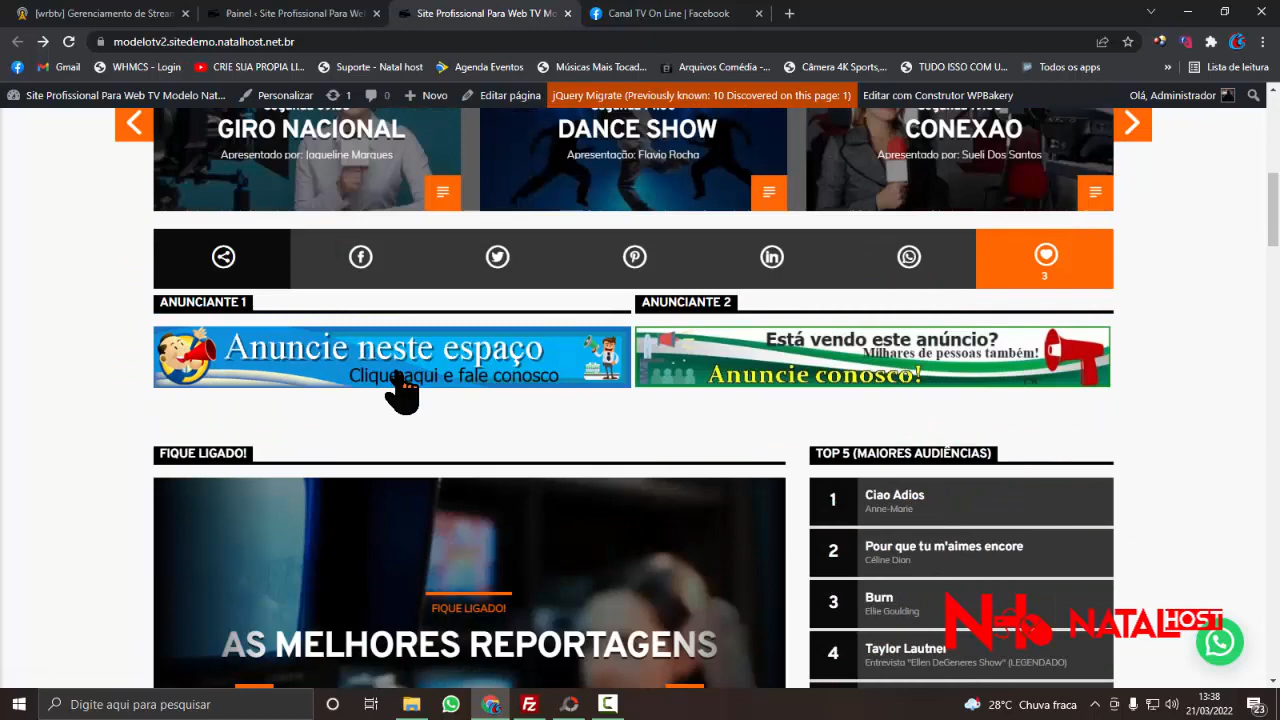 [wrbtv] Gerenciamento de Stream
Painel ‹ Site Profissional Para Web
Site Profissional Para Web TV Mo
Canal TV On Line | Facebook
modelotv2.sitedemo.natalhost.net.br
Gmail
WHMCS - Login
CRIE SUA PROPIA LI...
Suporte - Natal host
Agenda Eventos
Músicas Mais Tocad...
Arquivos Comédia -...
Câmera 4K Sports,...
TUDO ISSO COM U...
Todos os apps
»
Lista de leitura
Site Profissional Para Web TV Modelo Nat...
Personalizar
1
0
Novo
Editar página
jQuery Migrate (Previously known: 10 Discovered on this page: 1)
Editar com Construtor WPBakery
Olá, Administrador
GIRO NACIONAL
Apresentado por: Jaqueline Marques
DANCE SHOW
Apresentação: Flavio Rocha
CONEXAO
Apresentado por: Sueli Dos Santos
3
ANUNCIANTE 1
ANUNCIANTE 2
Anuncie neste espaço
Clique aqui e fale conosco
Está vendo este anúncio?
Milhares de pessoas também!
Anuncie conosco!
FIQUE LIGADO!
TOP 5 (MAIORES AUDIÊNCIAS)
FIQUE LIGADO!
AS MELHORES REPORTAGENS
1
Ciao Adios
Anne-Marie
2
Pour que tu m'aimes encore
Céline Dion
3
Burn
Ellie Goulding
4
Taylor Lautner
Entrevista "Ellen DeGeneres Show" (LEGENDADO)
NATAL HOST
Digite aqui para pesquisar
28°C Chuva fraca
13:38
21/03/2022
23